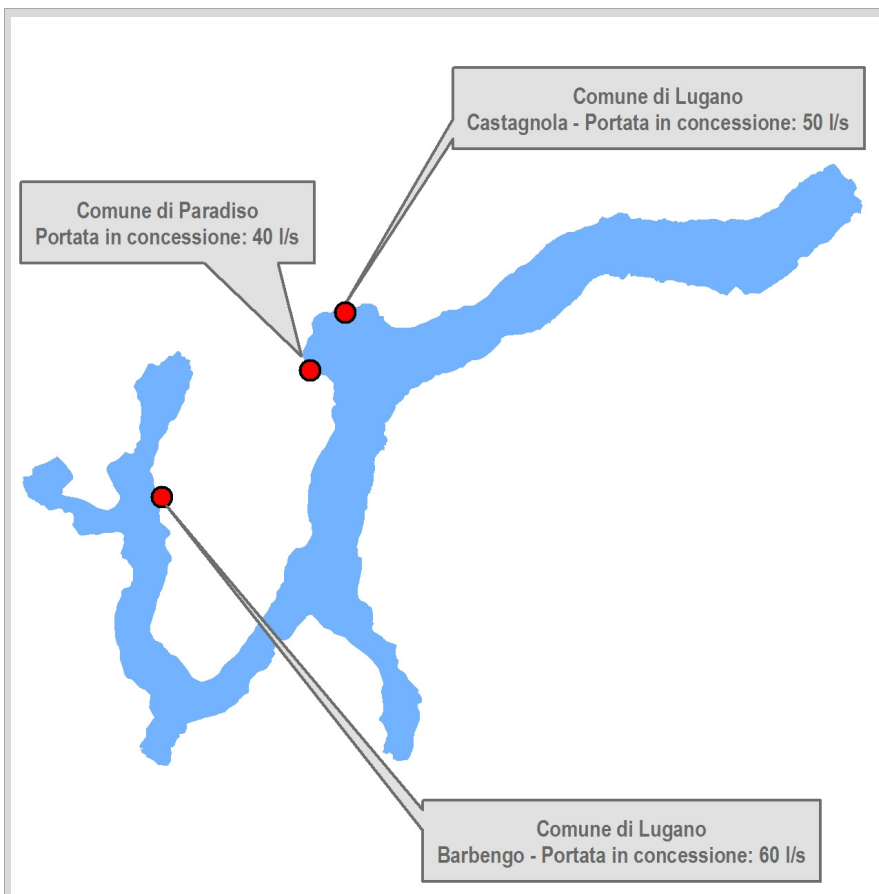 Comune di Lugano
Castagnola - Portata in concessione: 50 l/s
Comune di Paradiso
Portata in concessione: 40 l/s
Comune di Lugano
Barbengo - Portata in concessione: 60 l/s